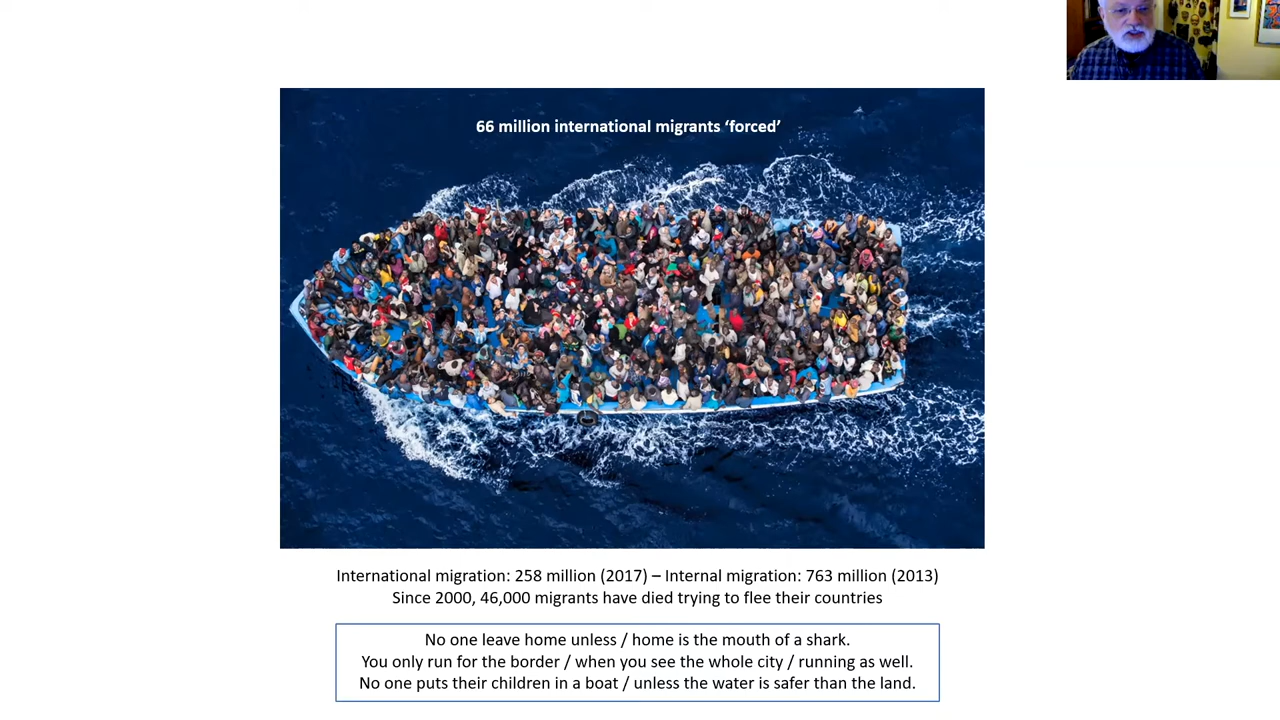 66 million international migrants ‘forced’
International migration: 258 million (2017) – Internal migration: 763 million (2013)
Since 2000, 46,000 migrants have died trying to flee their countries
No one leave home unless / home is the mouth of a shark.
You only run for the border / when you see the whole city / running as well.
No one puts their children in a boat / unless the water is safer than the land.